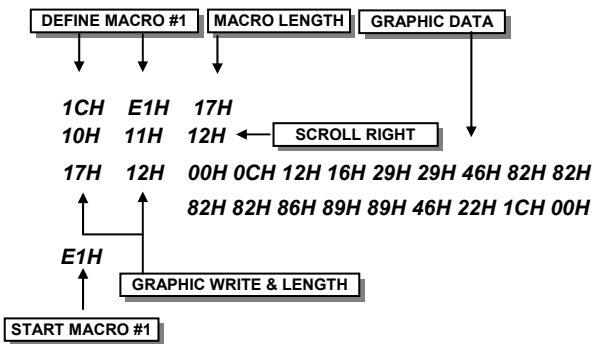 DEFINE MACRO #1 MACRO LENGTH GRAPHIC DATA
1CH E1H 17H
10H 11H 12H SCROLL RIGHT
17H 12H 00H 0CH 12H 16H 29H 29H 46H 82H 82H
82H 82H 86H 89H 89H 46H 22H 1CH 00H
E1H
GRAPHIC WRITE & LENGTH
START MACRO #1